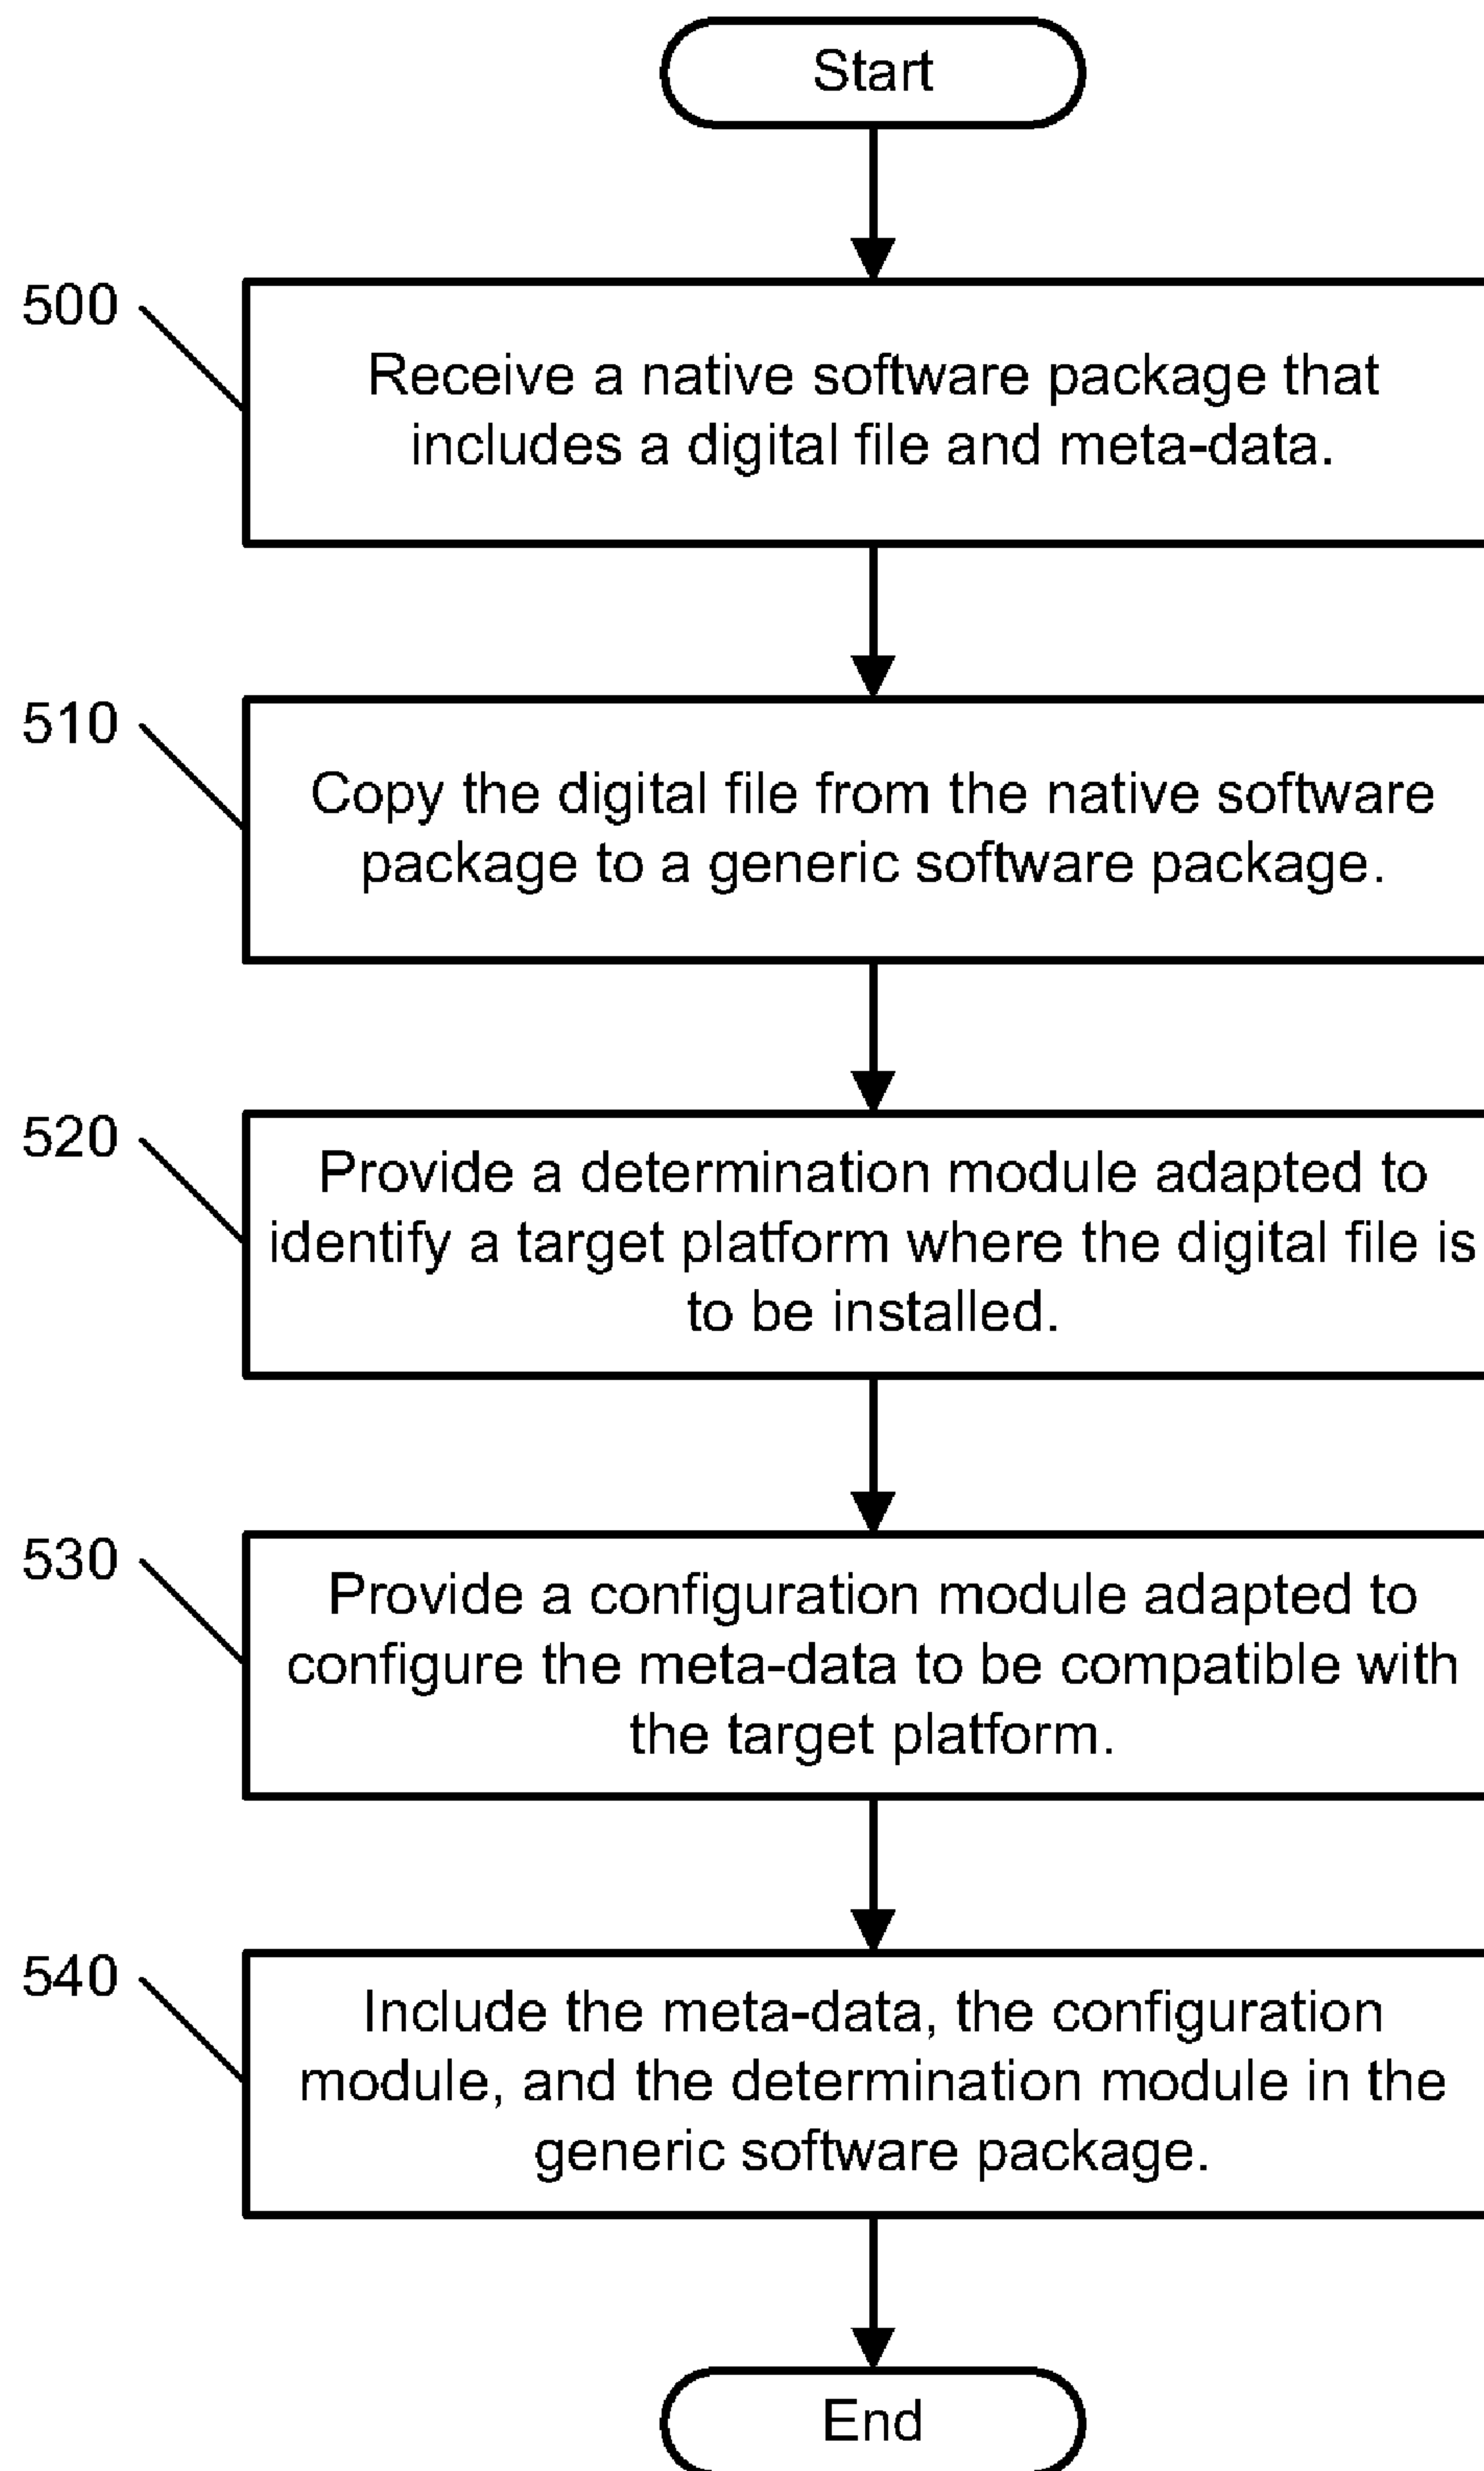 Start
500
Receive a native software package that
includes a digital file and meta-data.
510
Copy the digital file from the native software
package to a generic software package.
520
Provide a determination module adapted to
identify a target platform where the digital file is
to be installed.
530
Provide a configuration module adapted to
configure the meta-data to be compatible with
the target platform.
540
Include the meta-data, the configuration
module, and the determination module in the
generic software package.
End